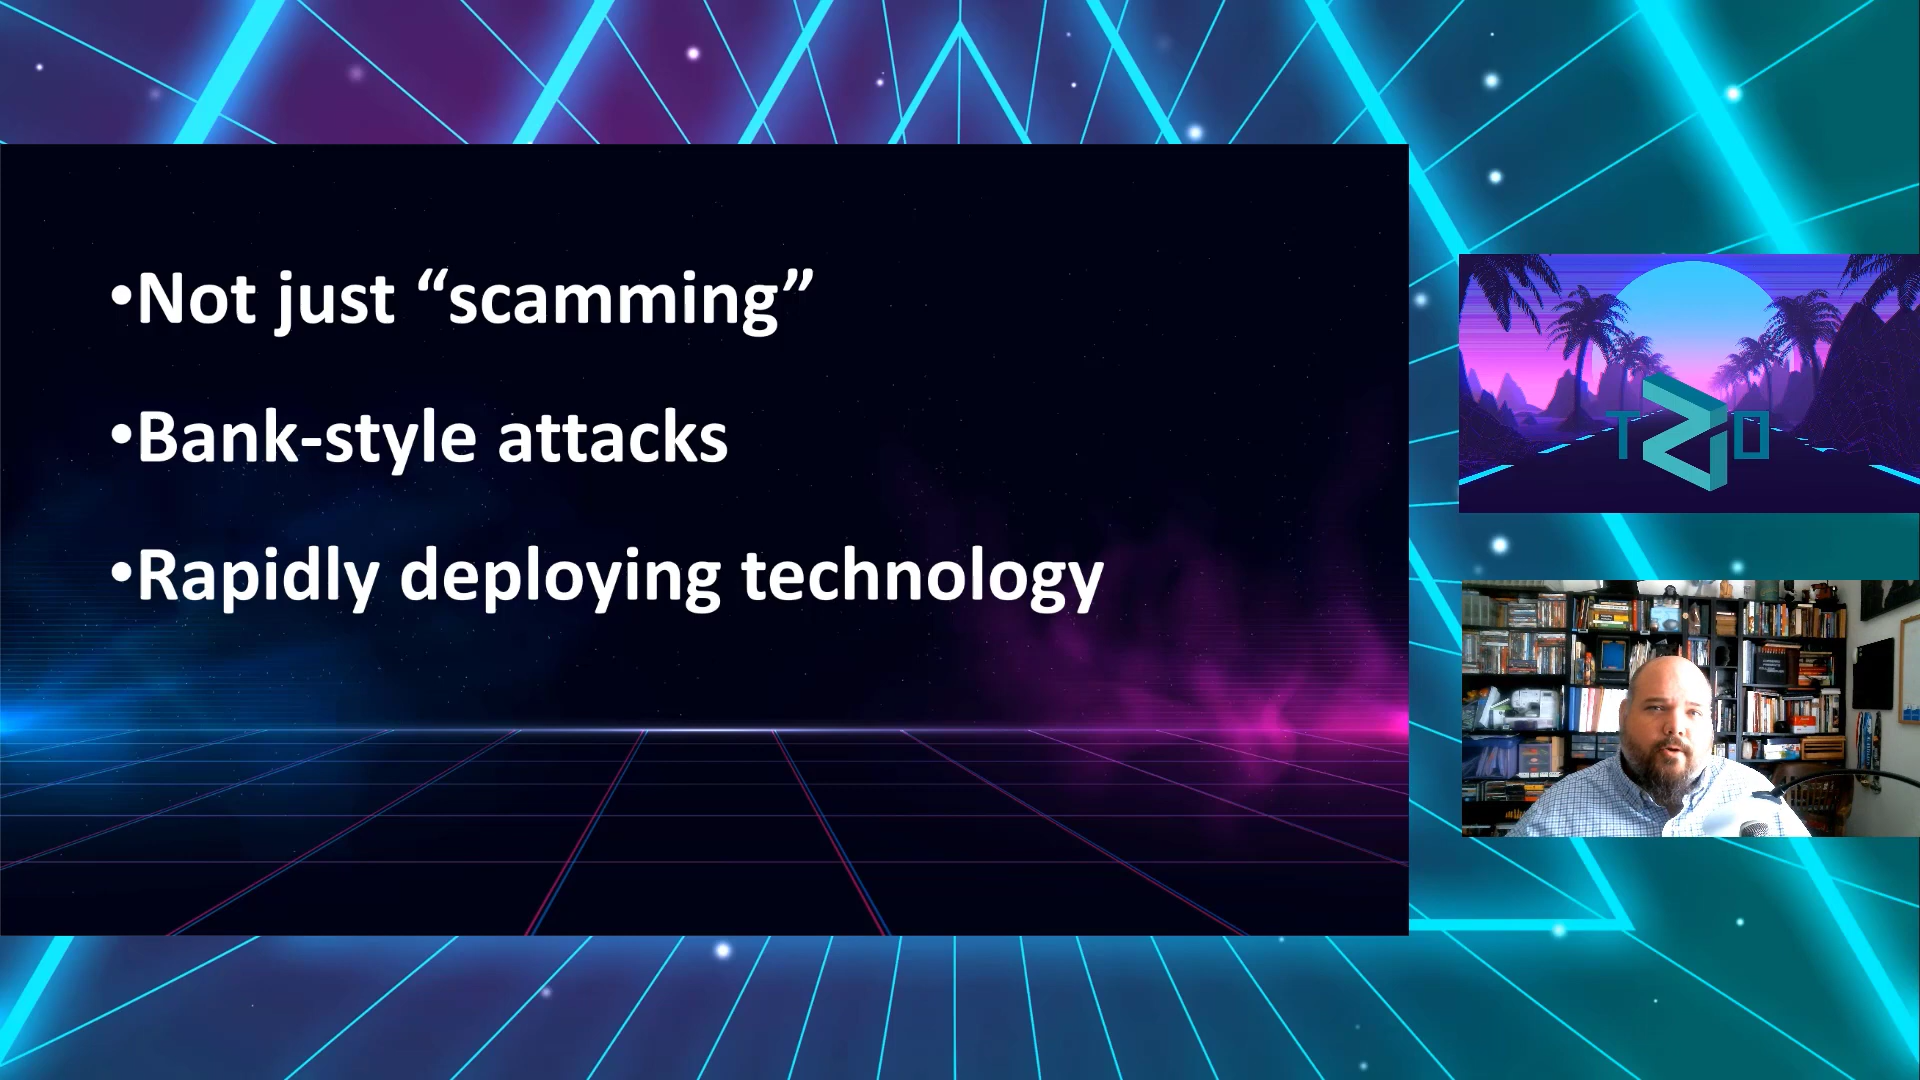 •Not just “scamming”
•Bank-style attacks
•Rapidly deploying technology